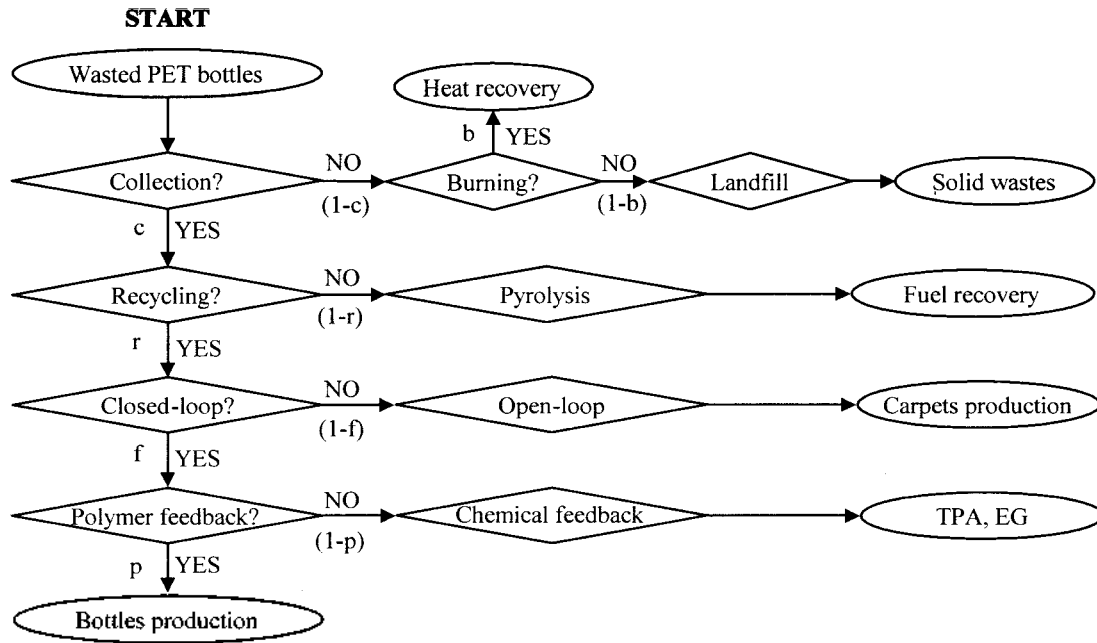 START
Wasted PET bottles
Heat recovery
b YES
Collection?
NO
(1-c)
Burning?
NO
(1-b)
Landfill
Solid wastes
c YES
Recycling?
NO
(1-r)
Pyrolysis
Fuel recovery
r YES
Closed-loop?
NO
(1-f)
Open-loop
Carpets production
f YES
Polymer feedback?
NO
(1-p)
Chemical feedback
TPA, EG
p YES
Bottles production